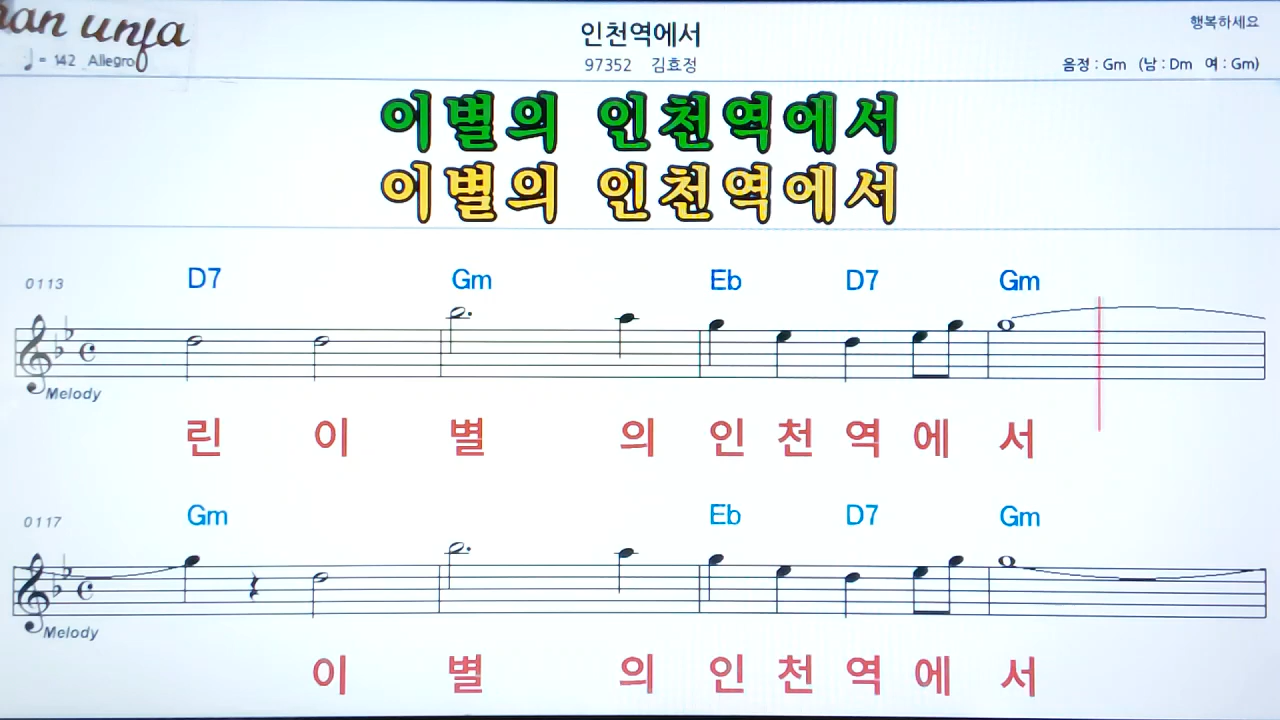 unja
인천역에서
행복하세요
♩ = 142 Allegro
97352 김효정
음정 : Gm (남 : Dm 여 : Gm)
이별의 인천역에서
이별의 인천역에서
0113
D7 Gm Eb D7 Gm
Melody
린 이 별 의 인 천 역 에 서
0117
Gm Eb D7 Gm
Melody
이 별 의 인 천 역 에 서